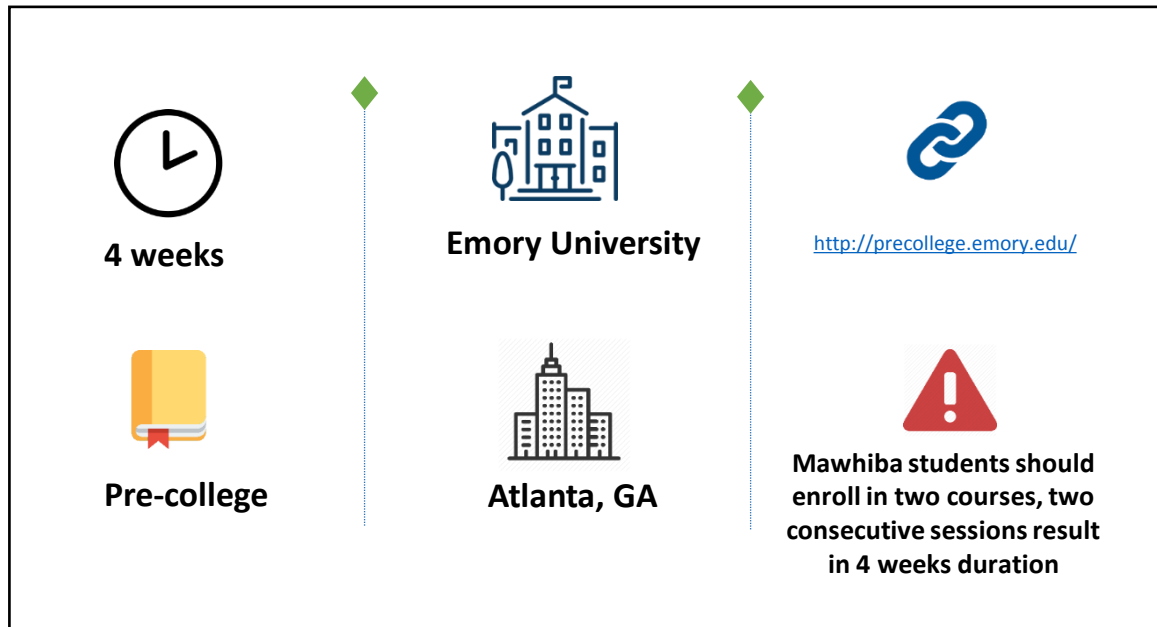 4 weeks
Emory University
http://precollege.emory.edu/
Pre-college
Atlanta, GA
Mawhiba students should
enroll in two courses, two
consecutive sessions result
in 4 weeks duration